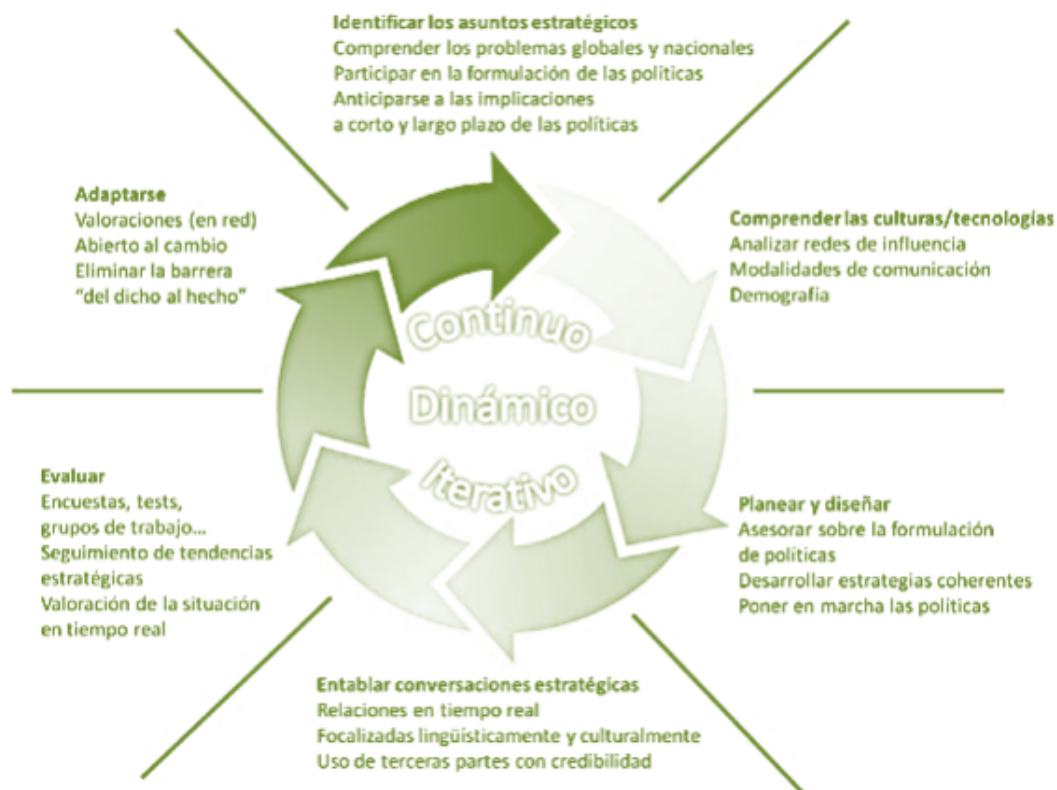 Identificar los asuntos estratégicos
Comprender los problemas globales y nacionales
Participar en la formulación de las políticas
Anticiparse a las implicaciones
a corto y largo plazo de las políticas
Comprender las culturas/tecnologías
Analizar redes de influencia
Modalidades de comunicación
Demografía
Planear y diseñar
Asesorar sobre la formulación
de políticas
Desarrollar estrategias coherentes
Poner en marcha las políticas
Entablar conversaciones estratégicas
Relaciones en tiempo real
Focalizadas lingüísticamente y culturalmente
Uso de terceras partes con credibilidad
Evaluar
Encuestas, tests,
grupos de trabajo...
Seguimiento de tendencias
estratégicas
Valoración de la situación
en tiempo real
Adaptarse
Valoraciones (en red)
Abierto al cambio
Eliminar la barrera
“del dicho al hecho”
Continuo
Dinámico
Iterativo